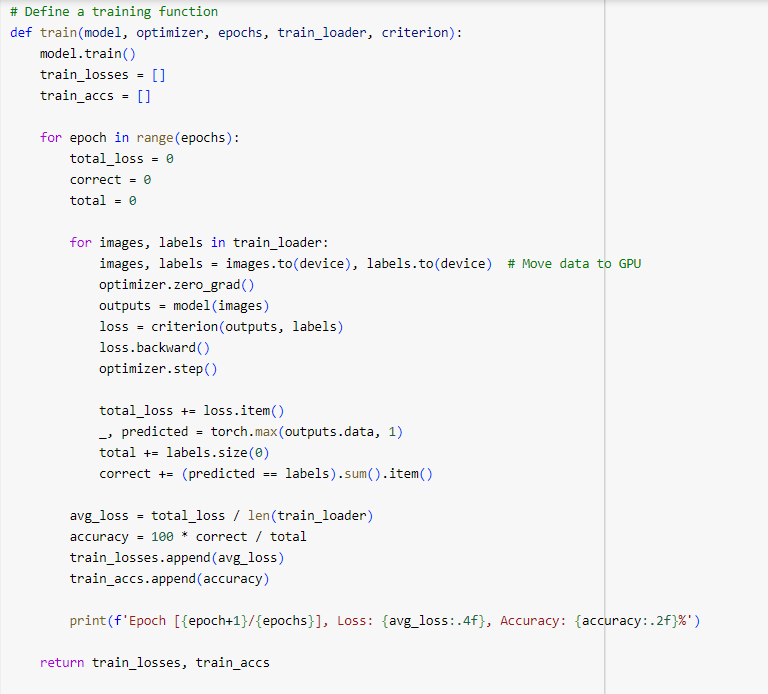 # Define a training function
def train(model, optimizer, epochs, train_loader, criterion):
    model.train()
    train_losses = []
    train_accs = []

    for epoch in range(epochs):
        total_loss = 0
        correct = 0
        total = 0

        for images, labels in train_loader:
            images, labels = images.to(device), labels.to(device)  # Move data to GPU
            optimizer.zero_grad()
            outputs = model(images)
            loss = criterion(outputs, labels)
            loss.backward()
            optimizer.step()

            total_loss += loss.item()
            _, predicted = torch.max(outputs.data, 1)
            total += labels.size(0)
            correct += (predicted == labels).sum().item()

        avg_loss = total_loss / len(train_loader)
        accuracy = 100 * correct / total
        train_losses.append(avg_loss)
        train_accs.append(accuracy)

        print(f'Epoch [{epoch+1}/{epochs}], Loss: {avg_loss:.4f}, Accuracy: {accuracy:.2f}%')

    return train_losses, train_accs